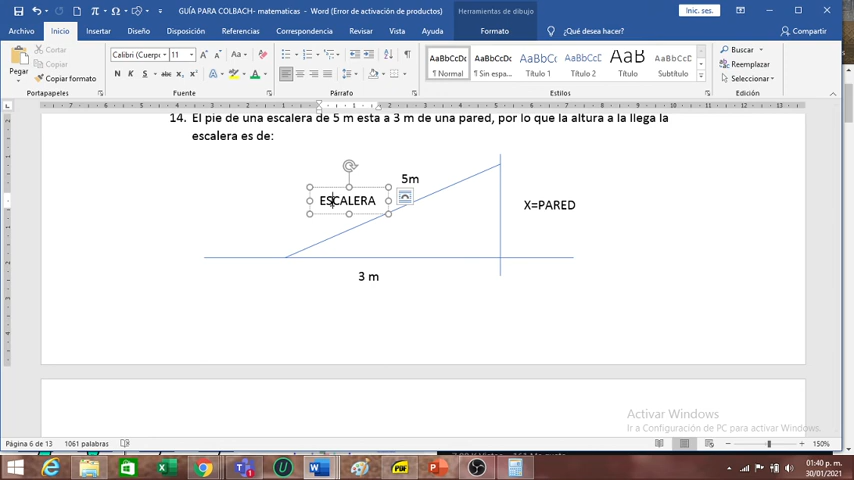 GUÍA PARA COLBACH- matematicas - Word [Error de activación de productos]
Herramientas de dibujo
Inic. ses.
Archivo Inicio Insertar Diseño Disposición Referencias Correspondencia Revisar Vista Ayuda Formato ¿Qué desea hacer? Compartir
Pegar
Cortar
Copiar
Copiar formato
Portapapeles
Calibri (Cuerpo 11
N K S abc x₂ x²
Fuente
Párrafo
AaBbCcDc AaBbCcDc AaBbCc AaBbCcC AaB AaBbCcD
¶ Normal ¶ Sin espa... Título 1 Título 2 Título Subtítulo
Estilos
Buscar
Reemplazar
Seleccionar
Edición
14. El pie de una escalera de 5 m esta a 3 m de una pared, por lo que la altura a la llega la
escalera es de:
5m
ESCALERA
X=PARED
3 m
Activar Windows
Ir a Configuración de PC para activar Windows.
Página 6 de 13 1061 palabras
150%
01:40 p. m.
30/01/2021